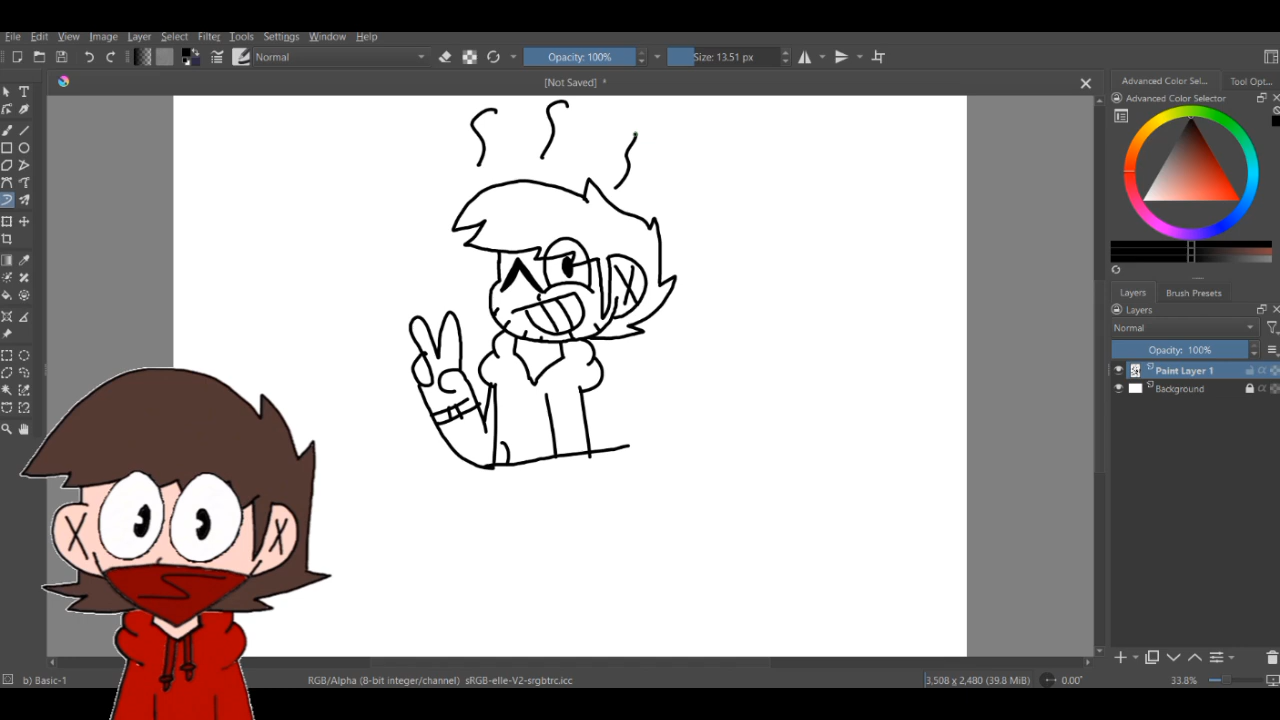 File Edit View Image Layer Select Filter Tools Settings Window Help
Normal Opacity: 100% Size: 13.51 px
[Not Saved] *
Advanced Color Sel... Tool Opt...
Advanced Color Selector
Layers Brush Presets
Layers
Normal
Opacity: 100%
Paint Layer 1
Background
b) Basic-1 RGB/Alpha (8-bit integer/channel) sRGB-elle-V2-srgbtrc.icc 3,508 x 2,480 (39.8 MiB) 0.00° 33.8%